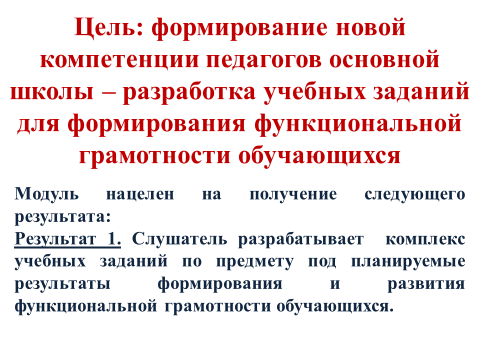 Цель: формирование новой
компетенции педагогов основной
школы – разработка учебных заданий
для формирования функциональной
грамотности обучающихся
Модуль нацелен на получение следующего
результата:
Результат 1. Слушатель разрабатывает комплекс
учебных заданий по предмету под планируемые
результаты формирования и развития
функциональной грамотности обучающихся.